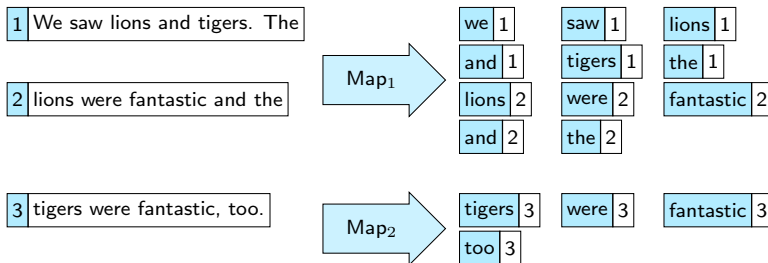 1 We saw lions and tigers. The
we 1 saw 1 lions 1
Map1
and 1 tigers 1 the 1
2 lions were fantastic and the
lions 2 were 2 fantastic 2
and 2 the 2
3 tigers were fantastic, too.
Map2
tigers 3 were 3 fantastic 3
too 3